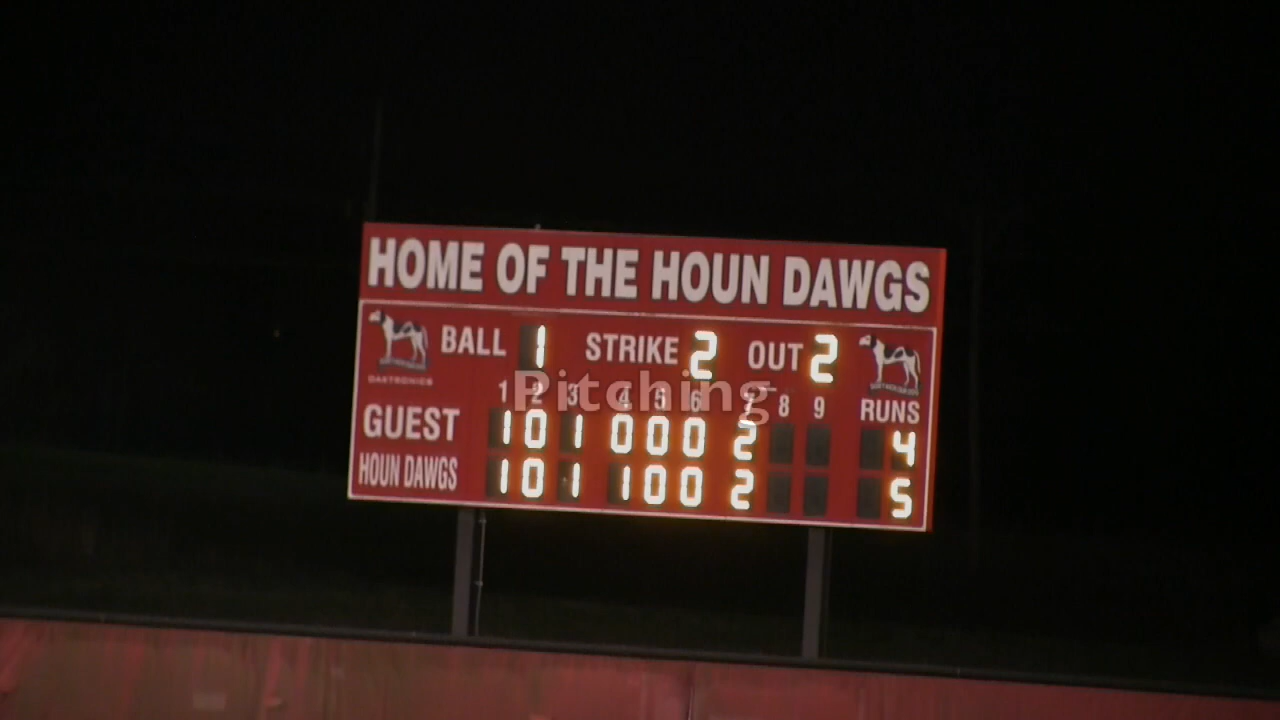 HOME OF THE HOUN DAWGS
BALL 1 STRIKE 2 OUT 2
DAKTRONICS
Pitching
1 2 3 4 5 6 7 8 9 RUNS
GUEST 1 0 1 0 0 0 2 4
HOUN DAWGS 1 0 1 1 0 0 2 5